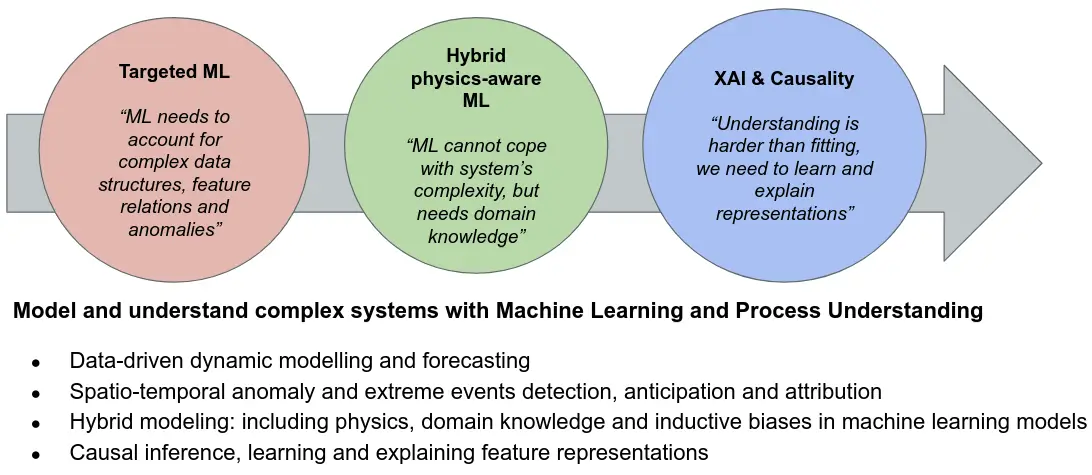 Targeted ML
“ML needs to
account for
complex data
structures, feature
relations and
anomalies”
Hybrid
physics-aware
ML
“ML cannot cope
with system’s
complexity, but
needs domain
knowledge”
XAI & Causality
“Understanding is
harder than fitting,
we need to learn and
explain
representations”
Model and understand complex systems with Machine Learning and Process Understanding
● Data-driven dynamic modelling and forecasting
● Spatio-temporal anomaly and extreme events detection, anticipation and attribution
● Hybrid modeling: including physics, domain knowledge and inductive biases in machine learning models
● Causal inference, learning and explaining feature representations